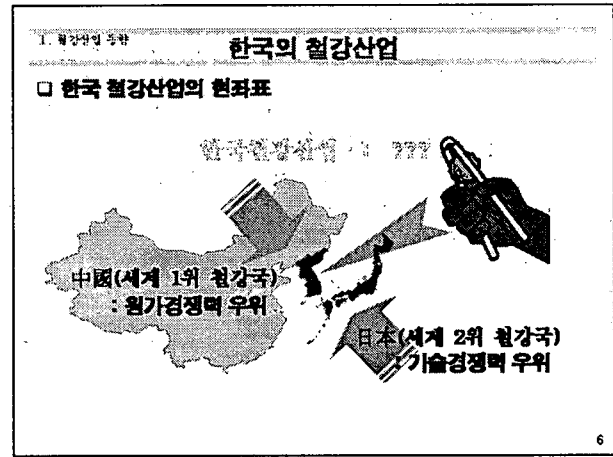 1. 철강산업 동향
한국의 철강산업
□ 한국 철강산업의 현좌표
한국철강산업 : ???
中國(세계 1위 철강국)
: 원가경쟁력 우위
日本(세계 2위 철강국)
: 기술경쟁력 우위
6